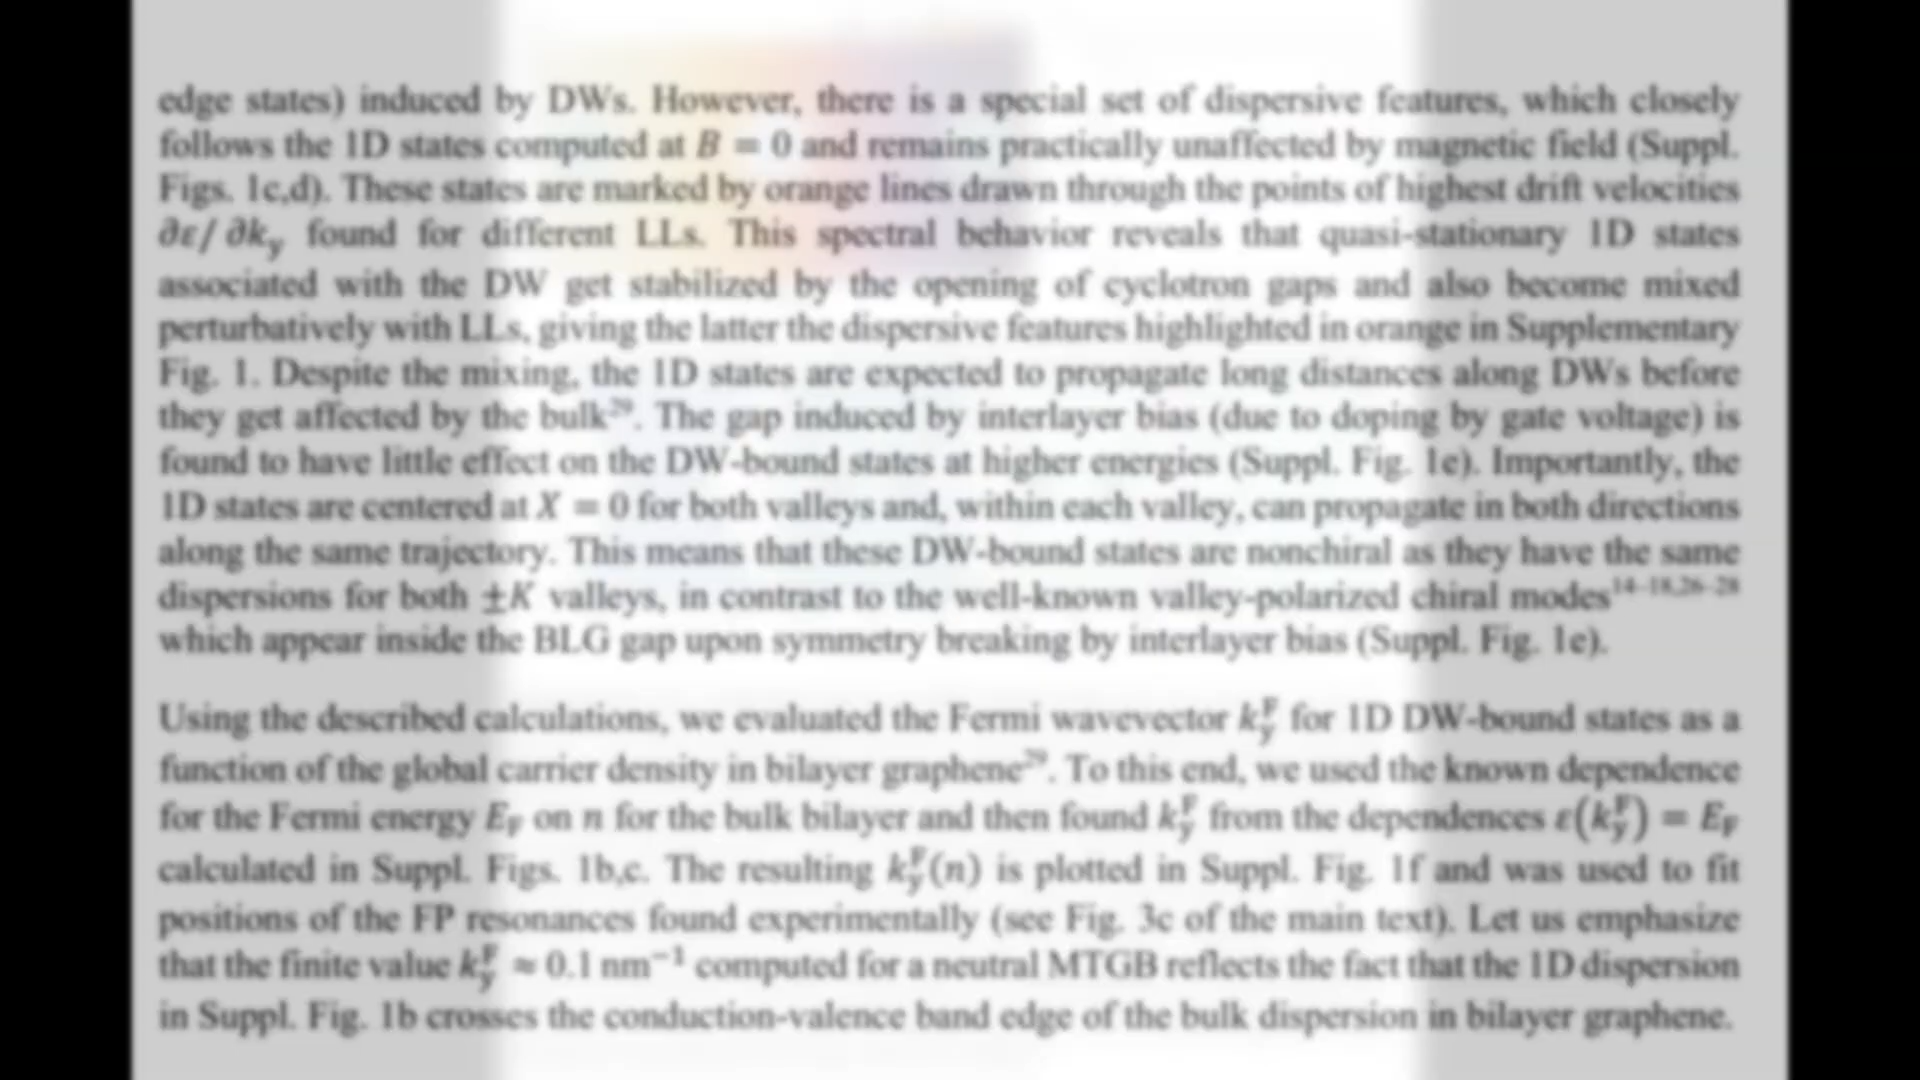 edge states) induced by DWs. However, there is a special set of dispersive features, which closely
follows the 1D states computed at B = 0 and remains practically unaffected by magnetic field (Suppl.
Figs. 1c,d). These states are marked by orange lines drawn through the points of highest drift velocities
∂ε/ ∂k_y found for different LLs. This spectral behavior reveals that quasi-stationary 1D states
associated with the DW get stabilized by the opening of cyclotron gaps and also become mixed
perturbatively with LLs, giving the latter the dispersive features highlighted in orange in Supplementary
Fig. 1. Despite the mixing, the 1D states are expected to propagate long distances along DWs before
they get affected by the bulk²⁹. The gap induced by interlayer bias (due to doping by gate voltage) is
found to have little effect on the DW-bound states at higher energies (Suppl. Fig. 1e). Importantly, the
1D states are centered at X = 0 for both valleys and, within each valley, can propagate in both directions
along the same trajectory. This means that these DW-bound states are nonchiral as they have the same
dispersions for both ±K valleys, in contrast to the well-known valley-polarized chiral modes¹⁴⁻¹⁸,²⁶⁻²⁸
which appear inside the BLG gap upon symmetry breaking by interlayer bias (Suppl. Fig. 1e).
Using the described calculations, we evaluated the Fermi wavevector k_y^F for 1D DW-bound states as a
function of the global carrier density in bilayer graphene²⁹. To this end, we used the known dependence
for the Fermi energy E_F on n for the bulk bilayer and then found k_y^F from the dependences ε(k_y^F) = E_F
calculated in Suppl. Figs. 1b,c. The resulting k_y^F(n) is plotted in Suppl. Fig. 1f and was used to fit
positions of the FP resonances found experimentally (see Fig. 3c of the main text). Let us emphasize
that the finite value k_y^F ≈ 0.1 nm⁻¹ computed for a neutral MTGB reflects the fact that the 1D dispersion
in Suppl. Fig. 1b crosses the conduction-valence band edge of the bulk dispersion in bilayer graphene.